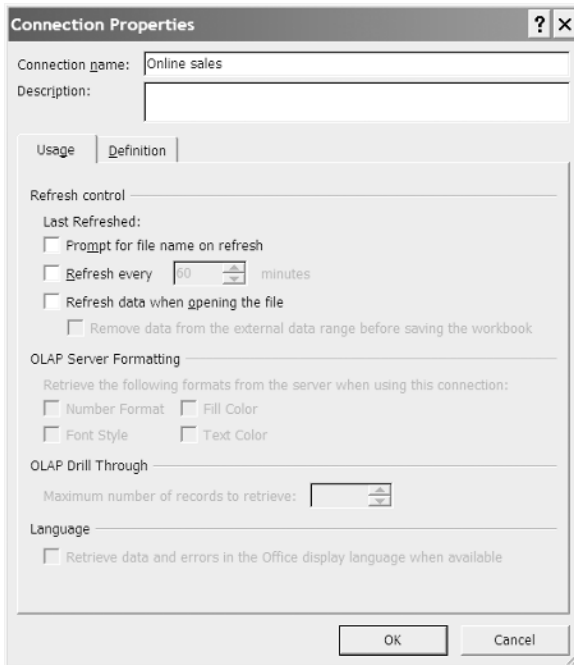 Connection Properties ? X
Connection name: Online sales
Description:
Usage Definition
Refresh control
Last Refreshed:
Prompt for file name on refresh
Refresh every 60 minutes
Refresh data when opening the file
Remove data from the external data range before saving the workbook
OLAP Server Formatting
Retrieve the following formats from the server when using this connection:
Number Format Fill Color
Font Style Text Color
OLAP Drill Through
Maximum number of records to retrieve:
Language
Retrieve data and errors in the Office display language when available
OK Cancel